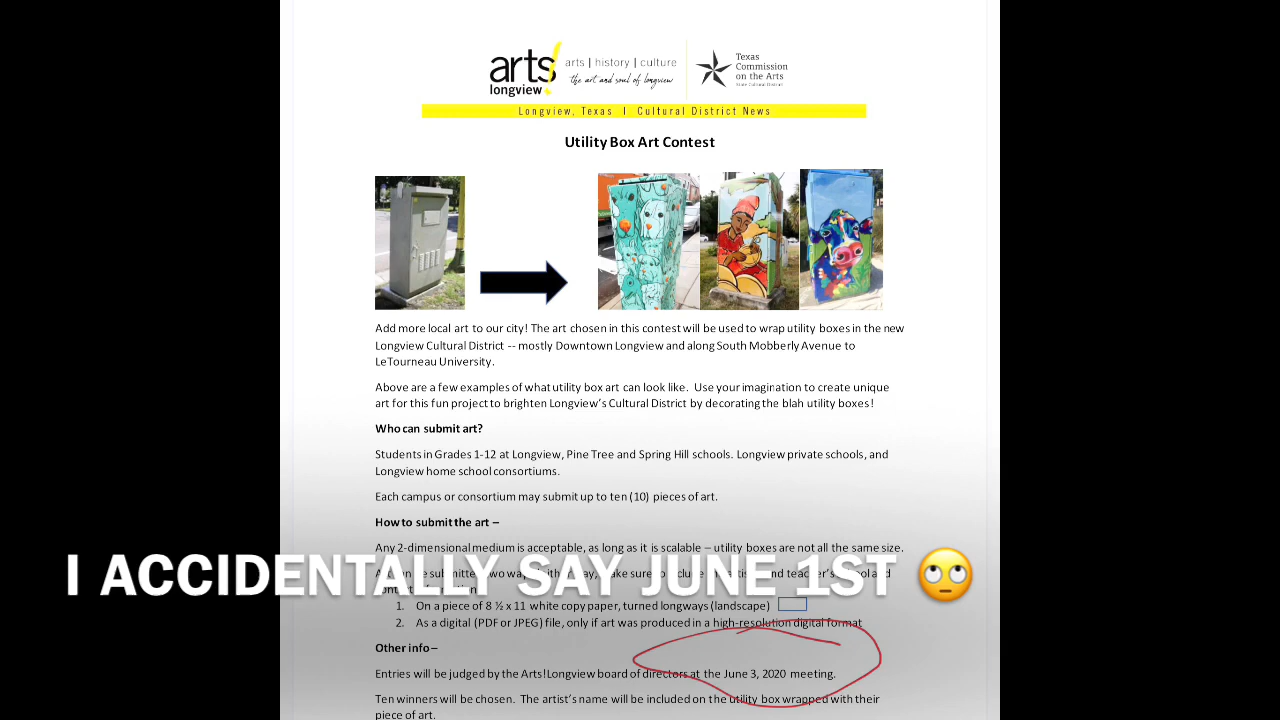 arts!
longview
arts | history | culture
the art and soul of longview
Texas
Commission
on the Arts
State Cultural District
Longview, Texas I Cultural District News
Utility Box Art Contest
Add more local art to our city! The art chosen in this contest will be used to wrap utility boxes in the new
Longview Cultural District -- mostly Downtown Longview and along South Mobberly Avenue to
LeTourneau University.
Above are a few examples of what utility box art can look like. Use your imagination to create unique
art for this fun project to brighten Longview's Cultural District by decorating the blah utility boxes!
Who can submit art?
Students in Grades 1-12 at Longview, Pine Tree and Spring Hill schools. Longview private schools, and
Longview home school consortiums.
Each campus or consortium may submit up to ten (10) pieces of art.
How to submit the art –
Any 2-dimensional medium is acceptable, as long as it is scalable – utility boxes are not all the same size.
I ACCIDENTALLY SAY JUNE 1ST 🙄
submitted two ways and teacher's school and
1. On a piece of 8 ½ x 11 white copy paper, turned longways (landscape)
2. As a digital (PDF or JPEG) file, only if art was produced in a high-resolution digital format
Other info –
Entries will be judged by the Arts!Longview board of directors at the June 3, 2020 meeting.
Ten winners will be chosen. The artist's name will be included on the utility box wrapped with their
piece of art.